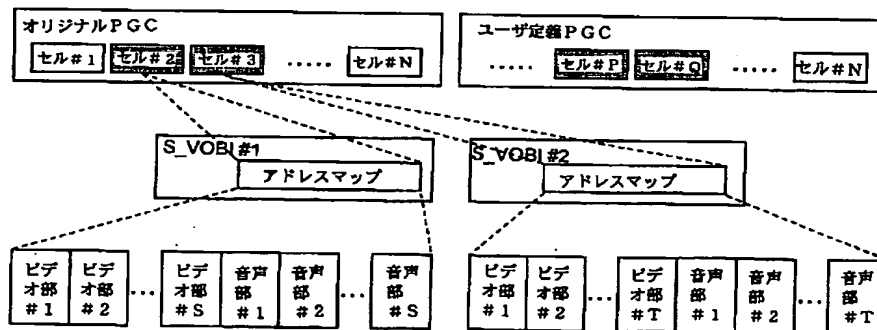 オリジナルPGC
セル#1 セル#2 セル#3 ..... セル#N
ユーザ定義PGC
..... セル#P セル#Q ..... セル#N
S_VOBI#1
アドレスマップ
S_VOBI#2
アドレスマップ
ビデ
オ部
#1
ビデ
オ部
#2
...
ビデ
オ部
#S
音声
部
#1
音声
部
#2
...
音声
部
#S
ビデ
オ部
#1
ビデ
オ部
#2
...
ビデ
オ部
#T
音声
部
#1
音声
部
#2
...
音声
部
#T